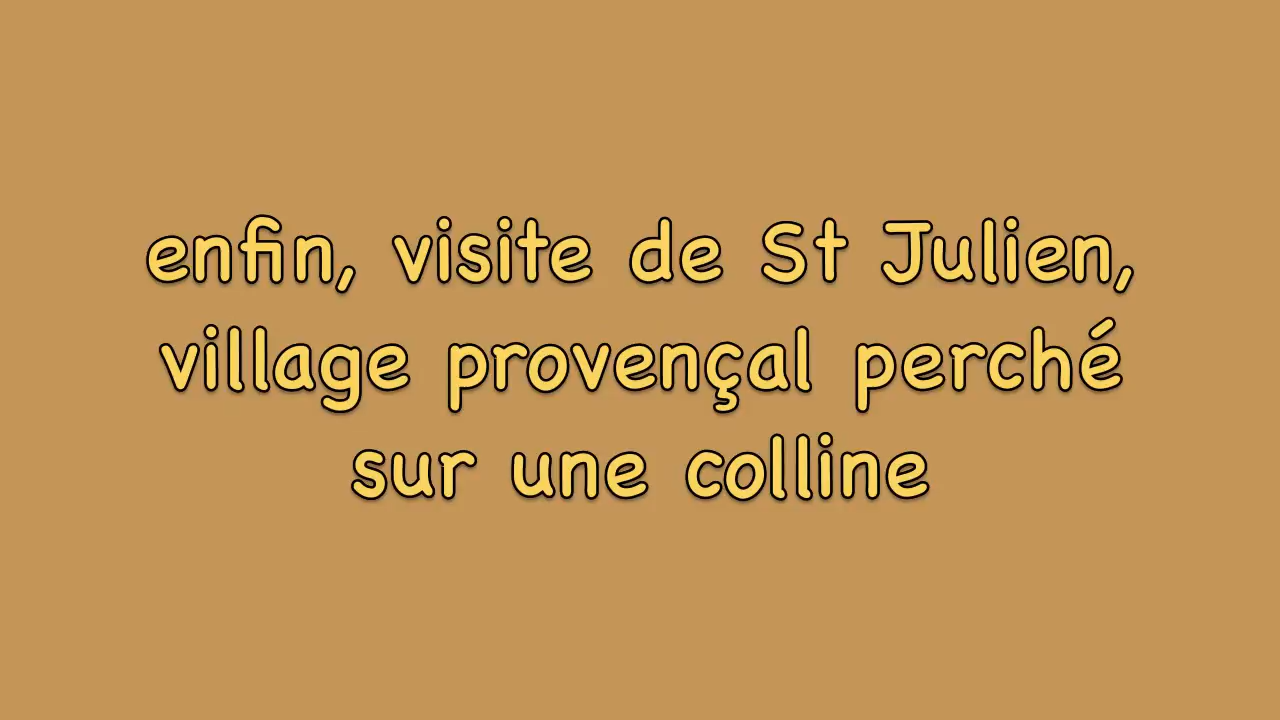 enfin, visite de St Julien,
village provençal perché
sur une colline